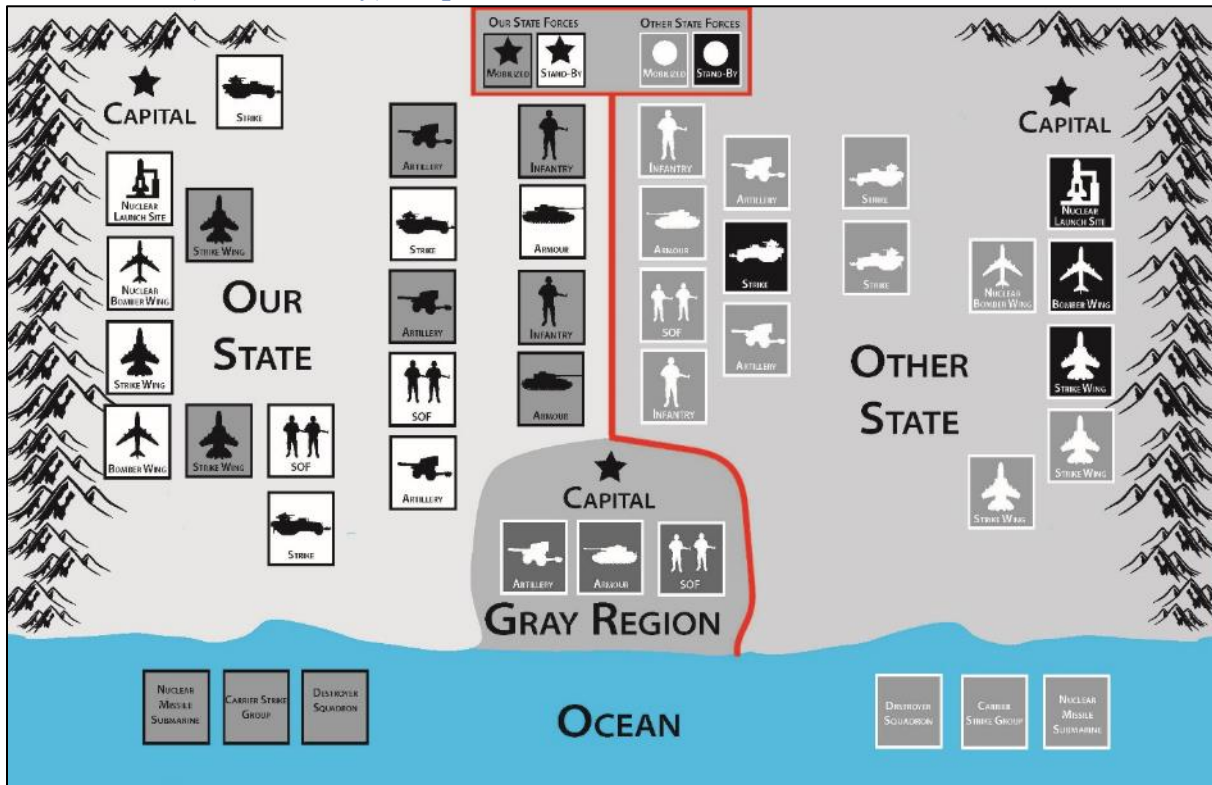 OUR STATE FORCES
MOBILIZED
STAND-BY
OTHER STATE FORCES
MOBILIZED
STAND-BY
CAPITAL
STRIKE
NUCLEAR
LAUNCH SITE
STRIKE WING
NUCLEAR
BOMBER WING
STRIKE WING
BOMBER WING
STRIKE WING
SOF
STRIKE
OUR
STATE
ARTILLERY
STRIKE
ARTILLERY
SOF
ARTILLERY
INFANTRY
ARMOUR
INFANTRY
ARMOUR
INFANTRY
ARMOUR
SOF
INFANTRY
ARTILLERY
STRIKE
ARTILLERY
STRIKE
STRIKE
OTHER
STATE
CAPITAL
NUCLEAR
LAUNCH SITE
NUCLEAR
BOMBER WING
BOMBER WING
STRIKE WING
STRIKE WING
STRIKE WING
CAPITAL
ARTILLERY
ARMOUR
SOF
GRAY REGION
NUCLEAR
MISSILE
SUBMARINE
CARRIER STRIKE
GROUP
DESTROYER
SQUADRON
OCEAN
DESTROYER
SQUADRON
CARRIER
STRIKE GROUP
NUCLEAR
MISSILE
SUBMARINE